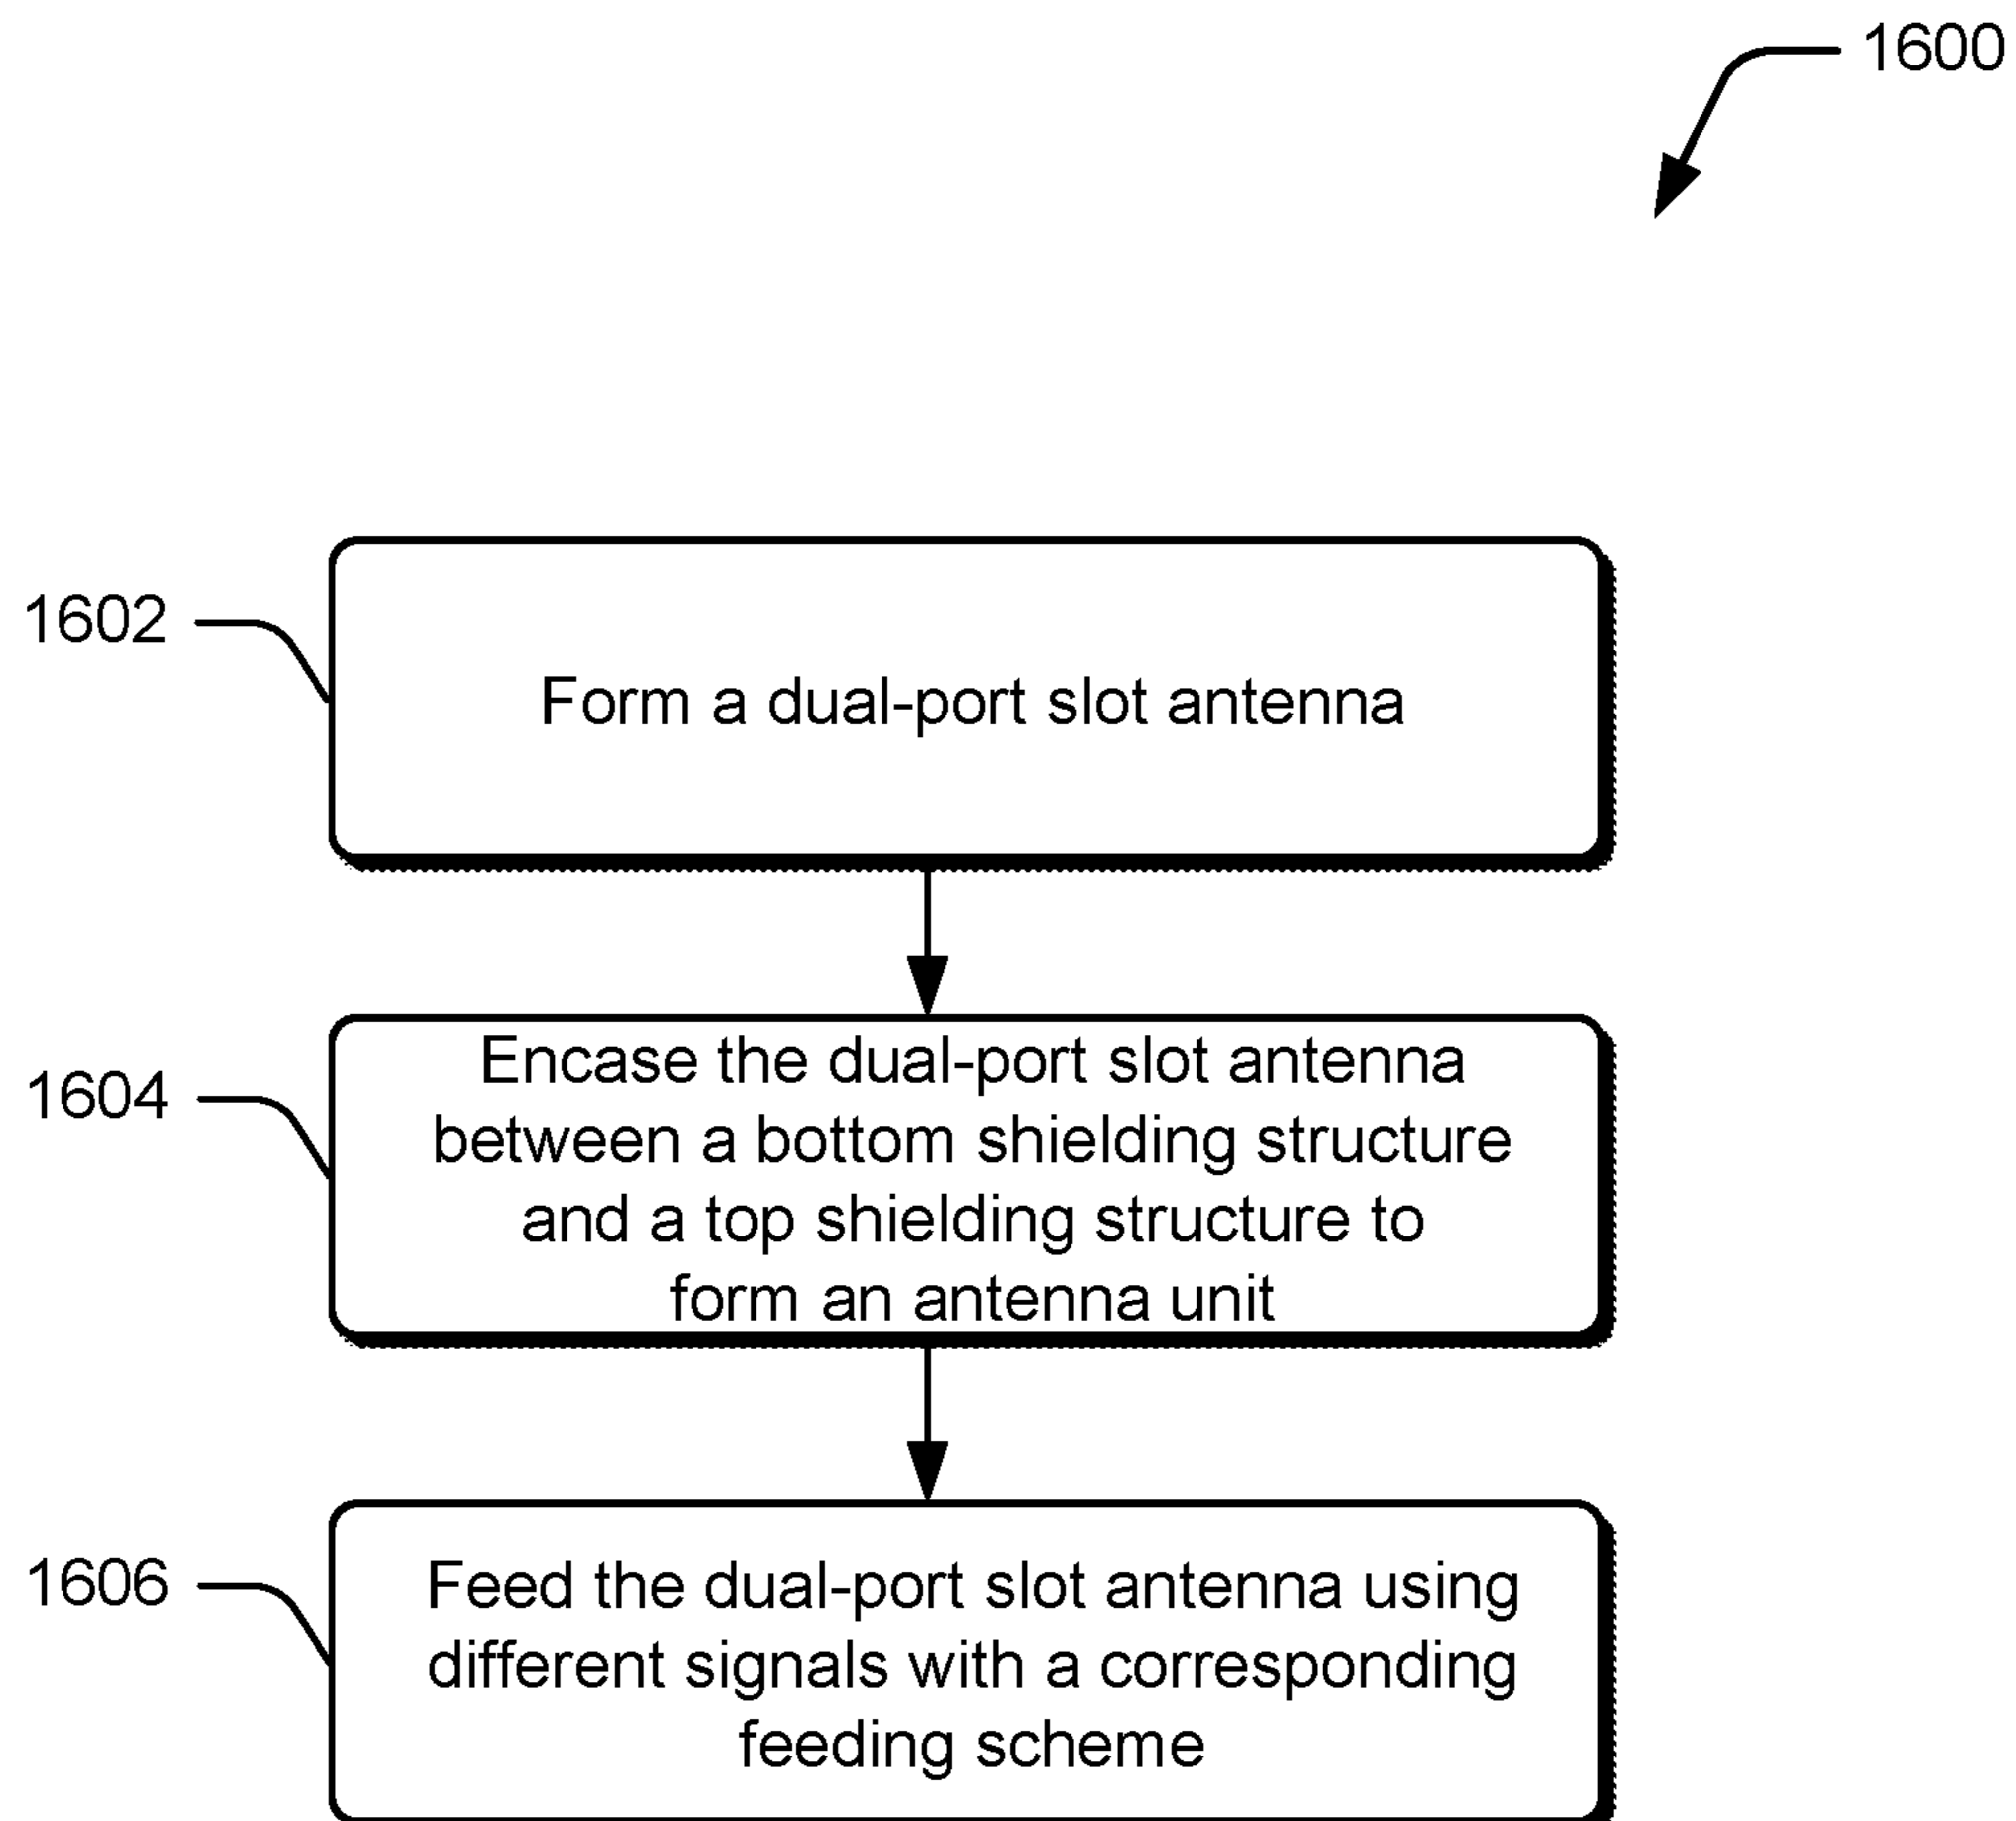 1600
1602
Form a dual-port slot antenna
1604
Encase the dual-port slot antenna
between a bottom shielding structure
and a top shielding structure to
form an antenna unit
1606
Feed the dual-port slot antenna using
different signals with a corresponding
feeding scheme